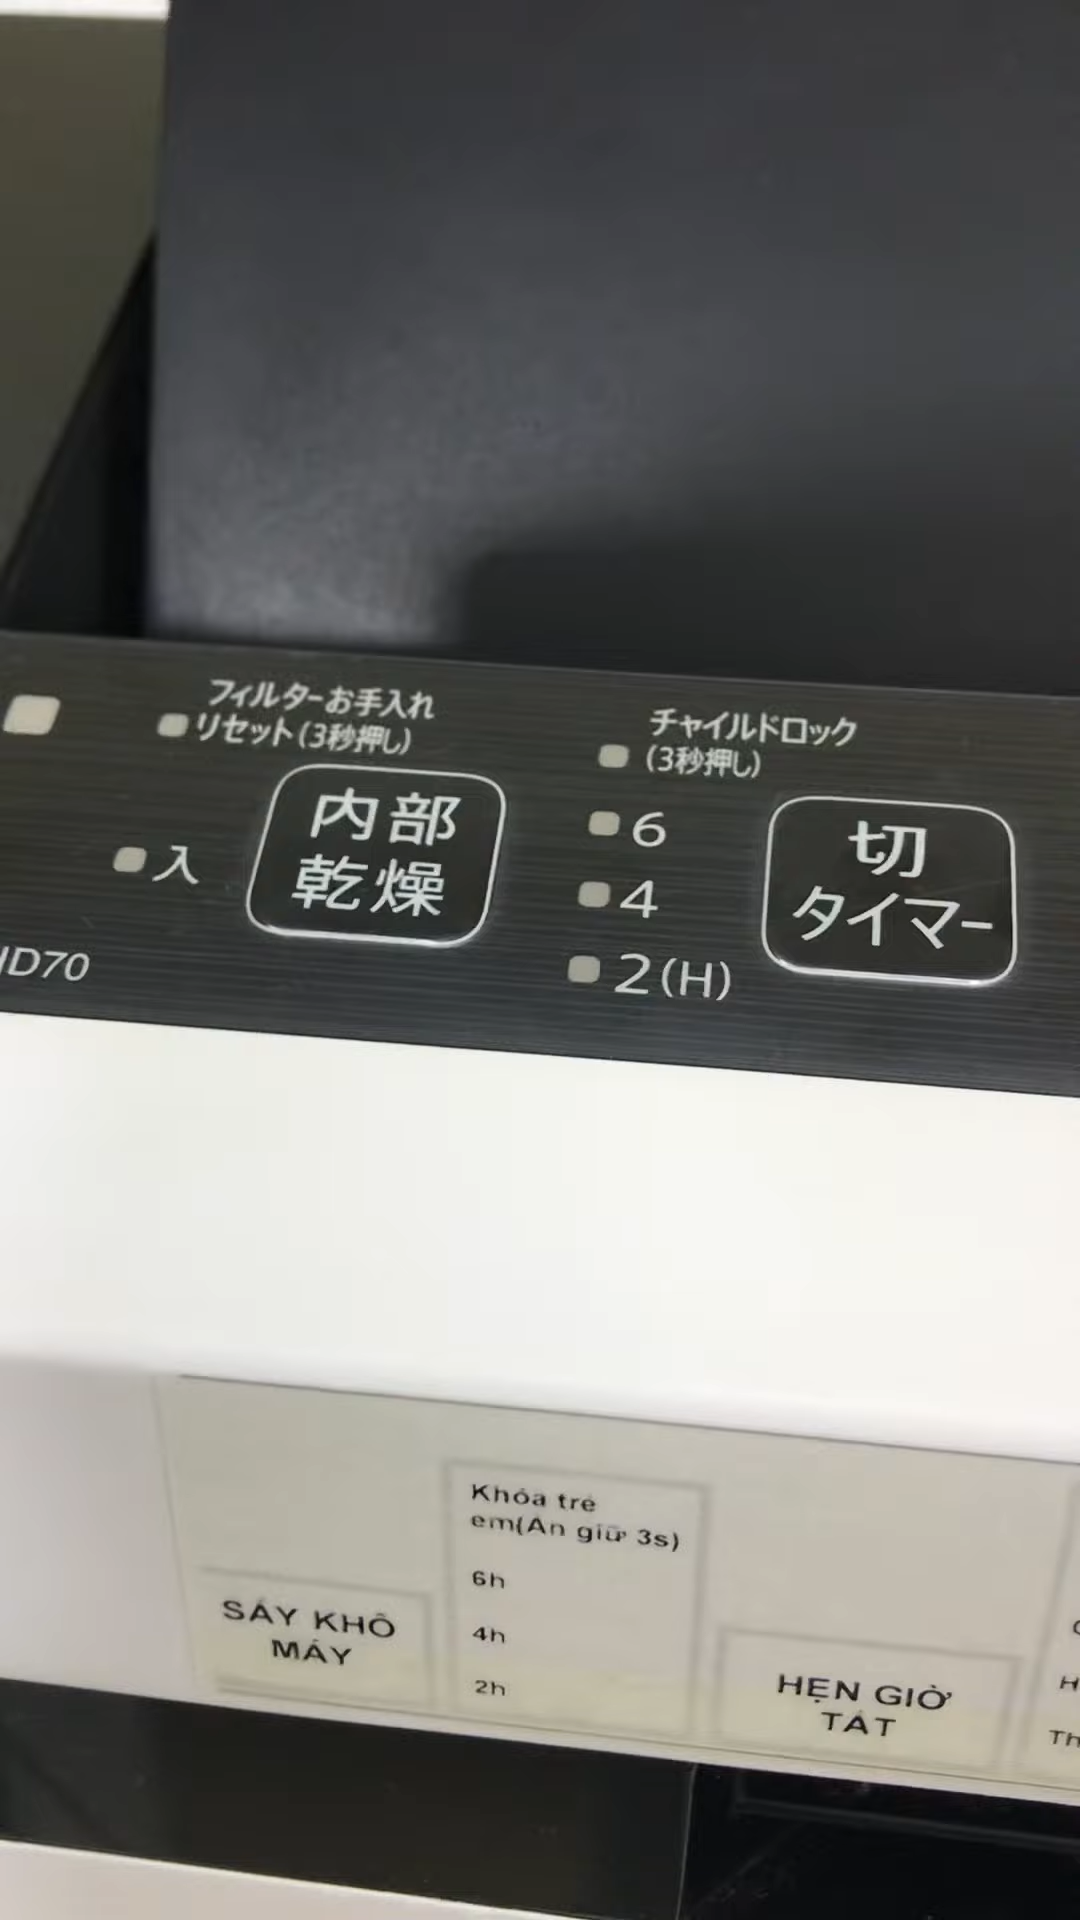 フィルターお手入れ
リセット(3秒押し)
入
内部
乾燥
チャイルドロック
(3秒押し)
6
4
2(H)
切
タイマー
D70
SẤY KHÔ
MÁY
Khóa trẻ
em(Ấn giữ 3s)
6h
4h
2h
HẸN GIỜ
TẮT
H
Th